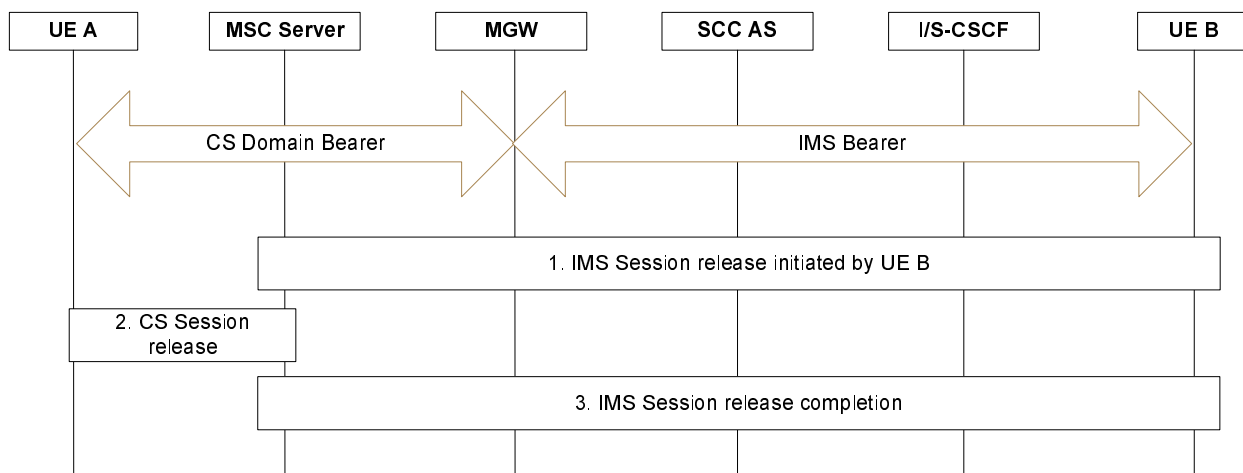 UE A
MSC Server
MGW
SCC AS
I/S-CSCF
UE B
CS Domain Bearer
IMS Bearer
1. IMS Session release initiated by UE B
2. CS Session
release
3. IMS Session release completion